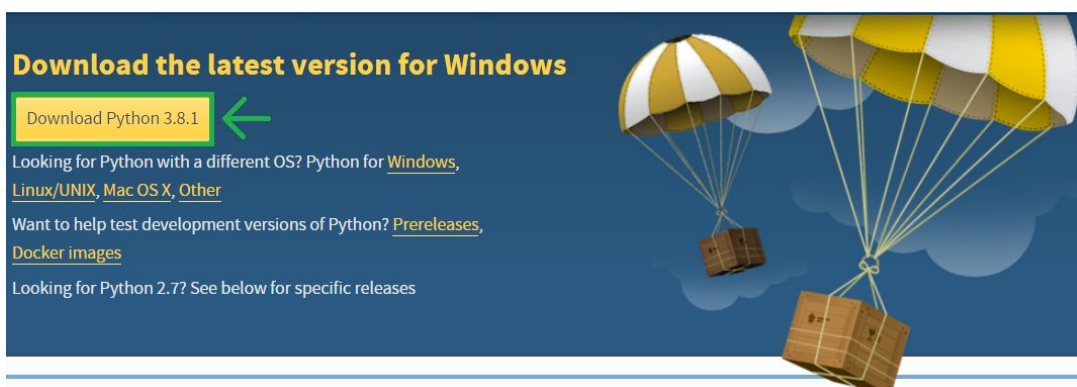 Download the latest version for Windows
Download Python 3.8.1
Looking for Python with a different OS? Python for Windows,
Linux/UNIX, Mac OS X, Other
Want to help test development versions of Python? Prereleases,
Docker images
Looking for Python 2.7? See below for specific releases